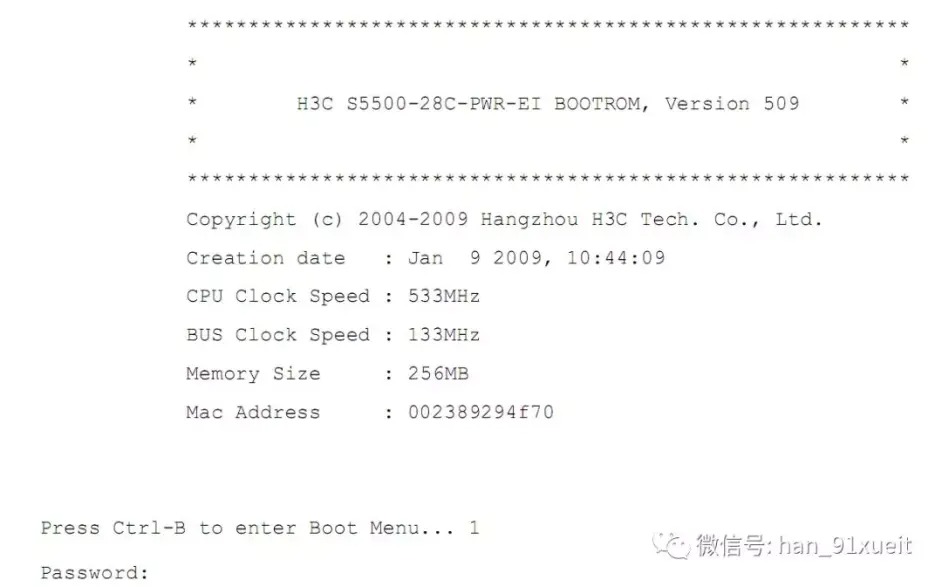 ***********************************************************
* *
* H3C S5500-28C-PWR-EI BOOTROM, Version 509 *
* *
***********************************************************
Copyright (c) 2004-2009 Hangzhou H3C Tech. Co., Ltd.
Creation date : Jan 9 2009, 10:44:09
CPU Clock Speed : 533MHz
BUS Clock Speed : 133MHz
Memory Size : 256MB
Mac Address : 002389294f70
Press Ctrl-B to enter Boot Menu... 1
微信号: han_91xueit
Password: